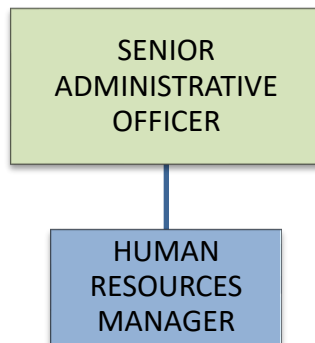 SENIOR
ADMINISTRATIVE
OFFICER
HUMAN
RESOURCES
MANAGER